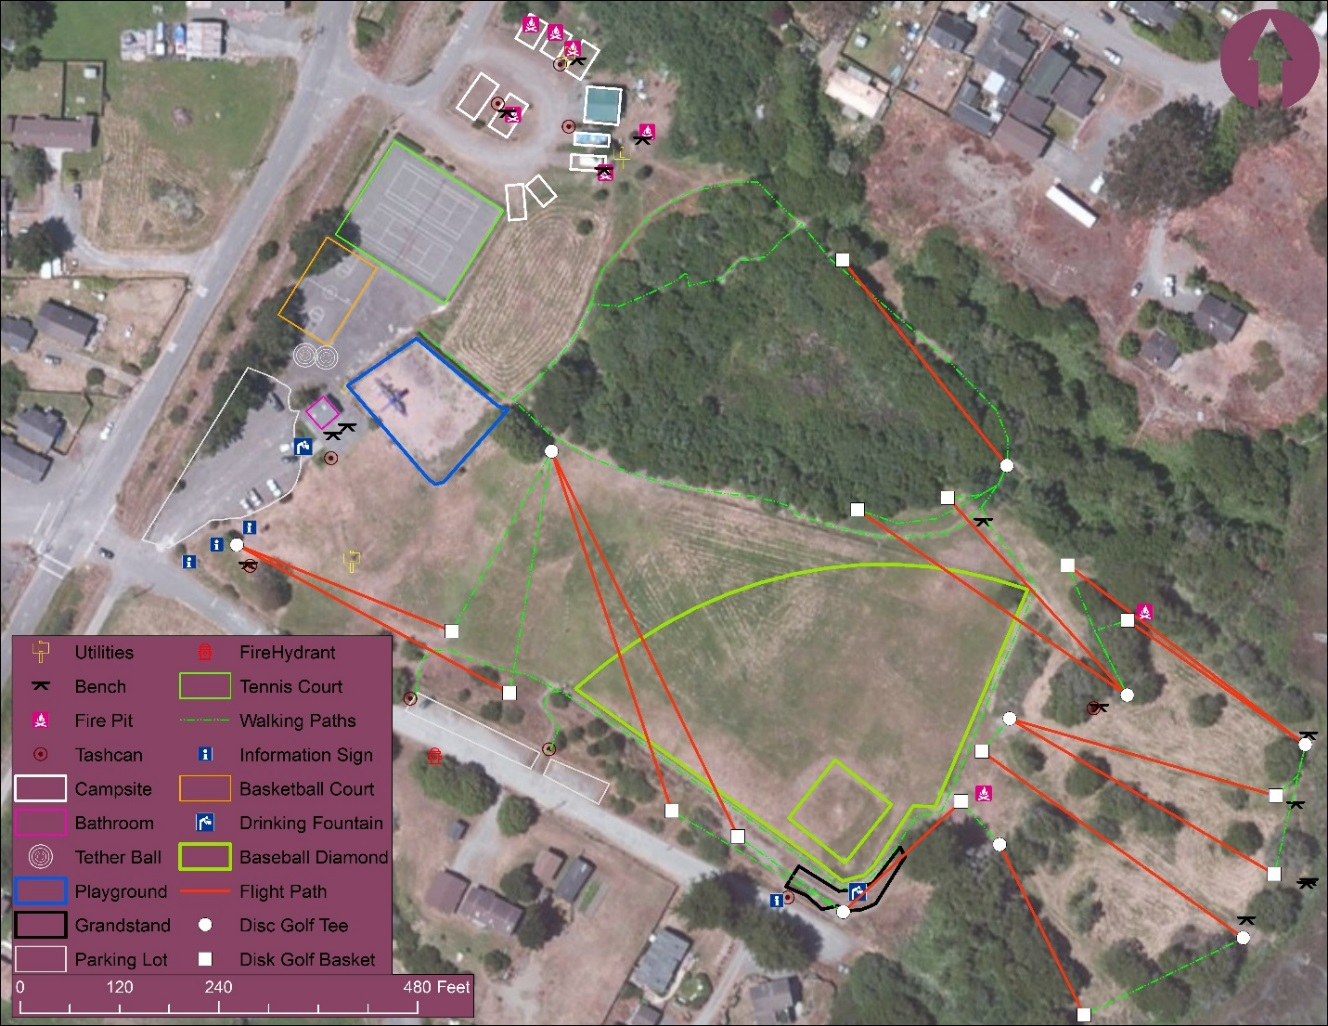 Utilities
FireHydrant
Bench
Tennis Court
Fire Pit
Walking Paths
Tashcan
Information Sign
Campsite
Basketball Court
Bathroom
Drinking Fountain
Tether Ball
Baseball Diamond
Playground
Flight Path
Grandstand
Disc Golf Tee
Parking Lot
Disk Golf Basket
0 120 240 480 Feet